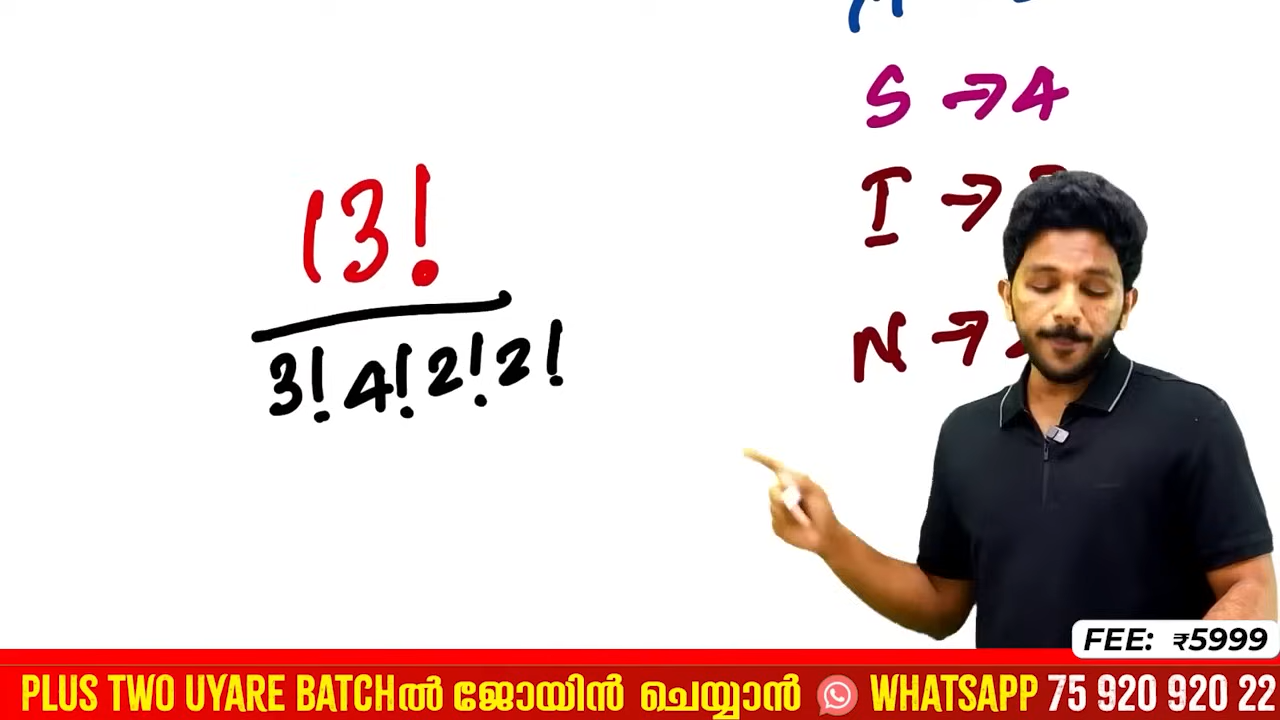 S → 4
13!
I →
3! 4! 2! 2!
N →
FEE: ₹5999
PLUS TWO UYARE BATCHൽ ജോയിൻ ചെയ്യാൻ WHATSAPP 75 920 920 22